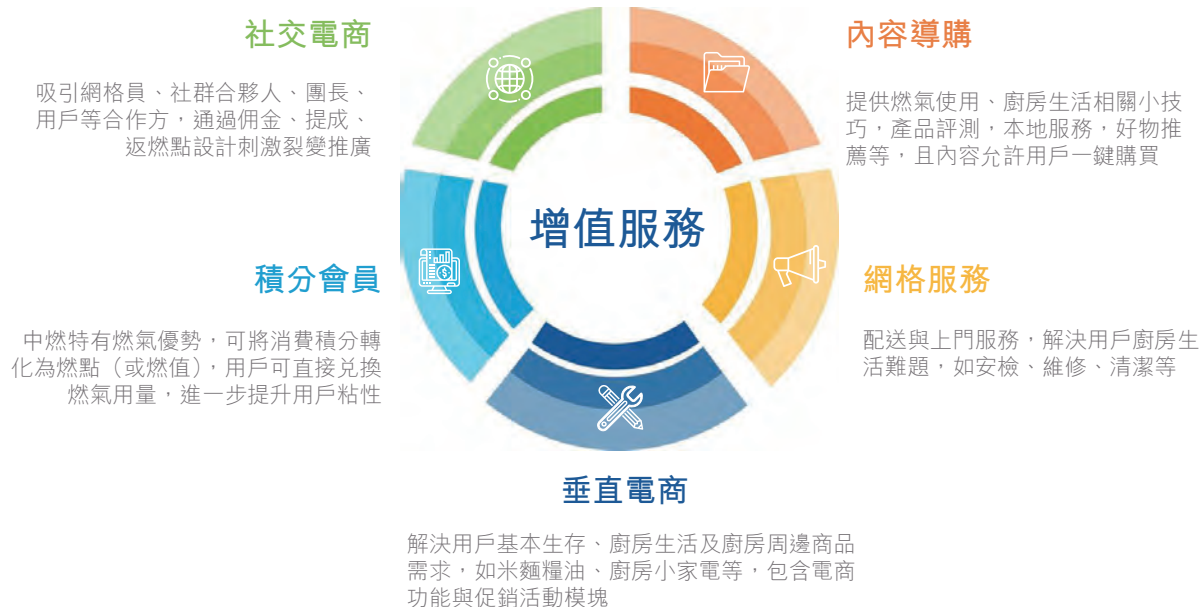 社交電商
吸引網格員、社群合夥人、團長、
用戶等合作方，通過佣金、提成、
返燃點設計刺激裂變推廣
內容導購
提供燃氣使用、廚房生活相關小技
巧，產品評測，本地服務，好物推
薦等，且內容允許用戶一鍵購買
增值服務
積分會員
中燃特有燃氣優勢，可將消費積分轉
化為燃點（或燃值），用戶可直接兌換
燃氣用量，進一步提升用戶粘性
網格服務
配送與上門服務，解決用戶廚房生
活難題，如安檢、維修、清潔等
垂直電商
解決用戶基本生存、廚房生活及廚房周邊商品
需求，如米麵糧油、廚房小家電等，包含電商
功能與促銷活動模塊